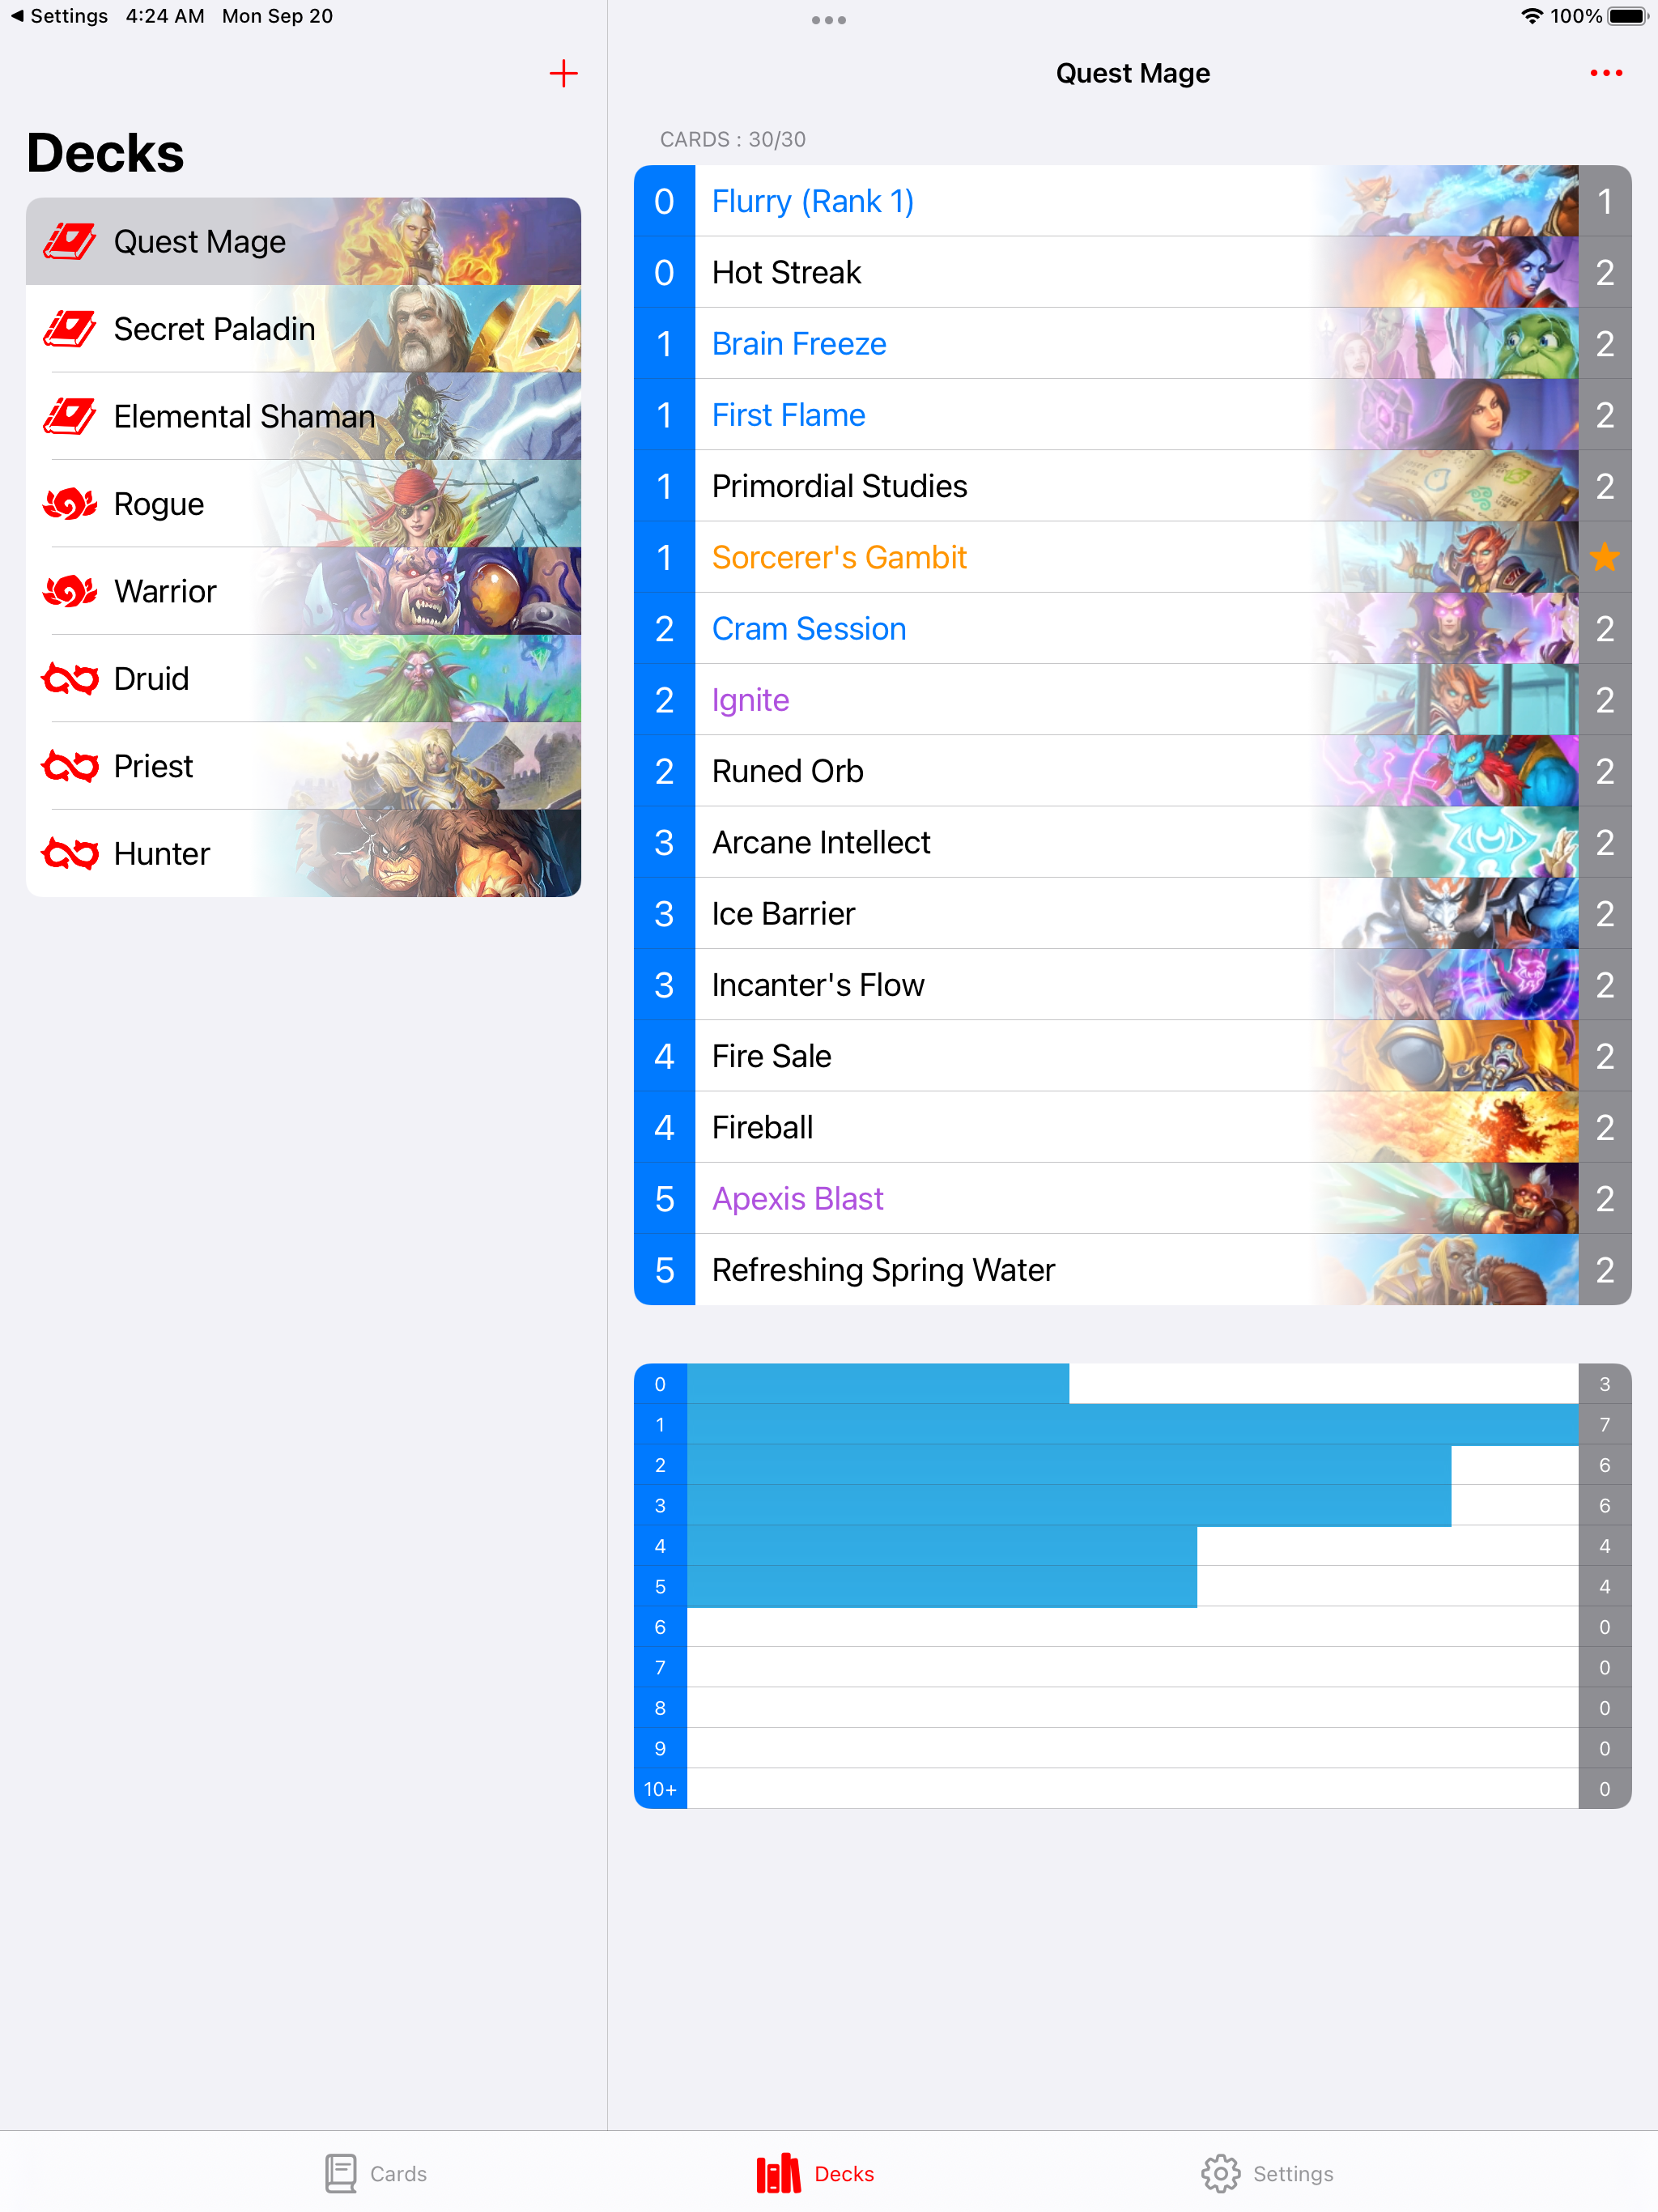 Settings 4:24 AM Mon Sep 20
100%
Decks
Quest Mage
Secret Paladin
Elemental Shaman
Rogue
Warrior
Druid
Priest
Hunter
Quest Mage
CARDS : 30/30
0 Flurry (Rank 1) 1
0 Hot Streak 2
1 Brain Freeze 2
1 First Flame 2
1 Primordial Studies 2
1 Sorcerer's Gambit
2 Cram Session 2
2 Ignite 2
2 Runed Orb 2
3 Arcane Intellect 2
3 Ice Barrier 2
3 Incanter's Flow 2
4 Fire Sale 2
4 Fireball 2
5 Apexis Blast 2
5 Refreshing Spring Water 2
0 3
1 7
2 6
3 6
4 4
5 4
6 0
7 0
8 0
9 0
10+ 0
Cards
Decks
Settings